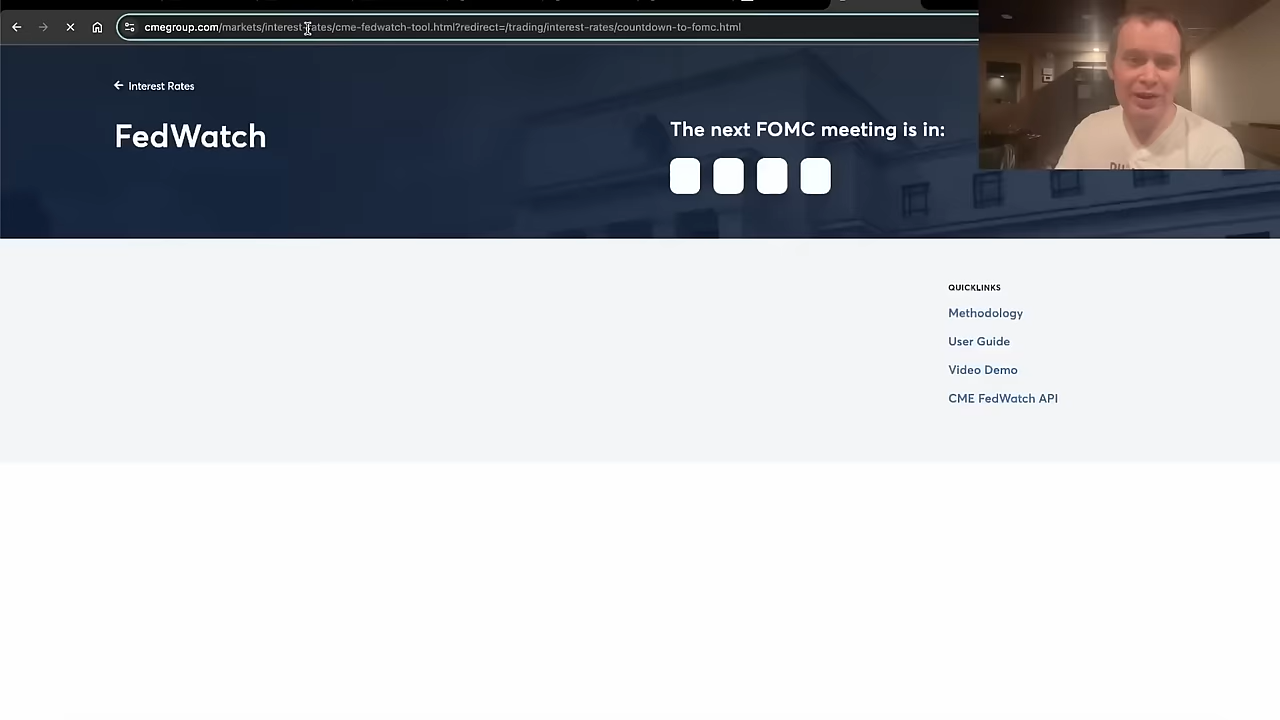 cmegroup.com/markets/interest-rates/cme-fedwatch-tool.html?redirect=/trading/interest-rates/countdown-to-fomc.html
Interest Rates
FedWatch
The next FOMC meeting is in:
QUICKLINKS
Methodology
User Guide
Video Demo
CME FedWatch API